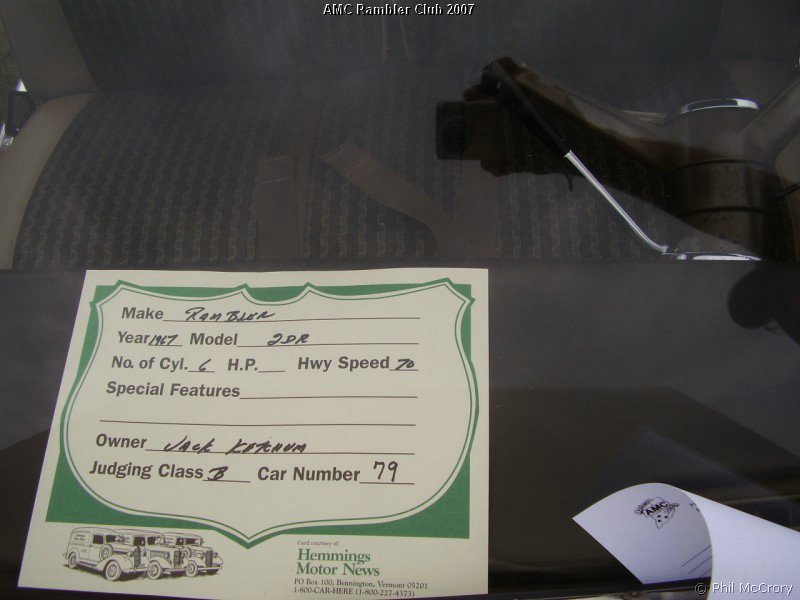 AMC Rambler Club 2007
Make Rambler
Year 1967 Model 2DR
No. of Cyl. 6 H.P. Hwy Speed 70
Special Features
Owner Jack Ketchum
Judging Class B Car Number 79
Card courtesy of
Hemmings
Motor News
PO Box 100, Bennington, Vermont 05201
1-800-CAR-HERE (1-800-227-4373)
AMC
© Phil McCrory